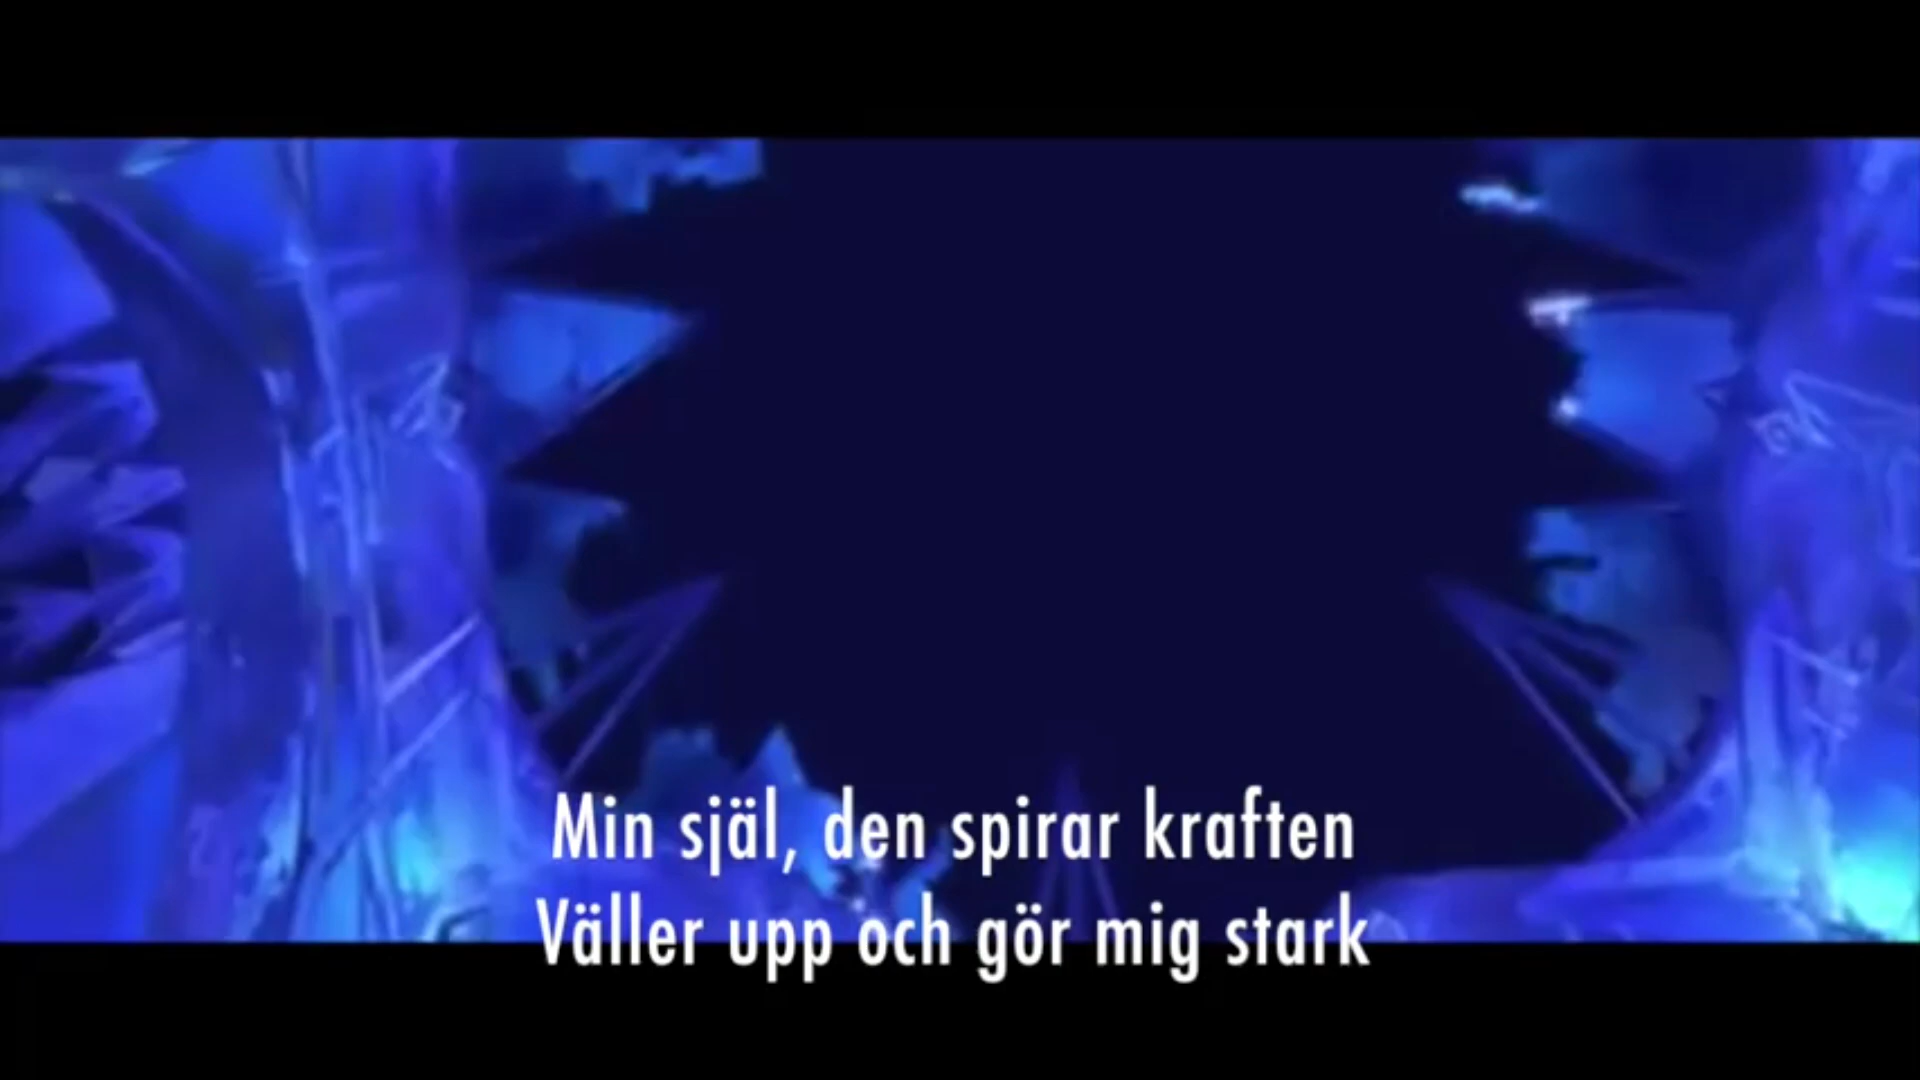 Min själ, den spirar kraften
Väller upp och gör mig stark